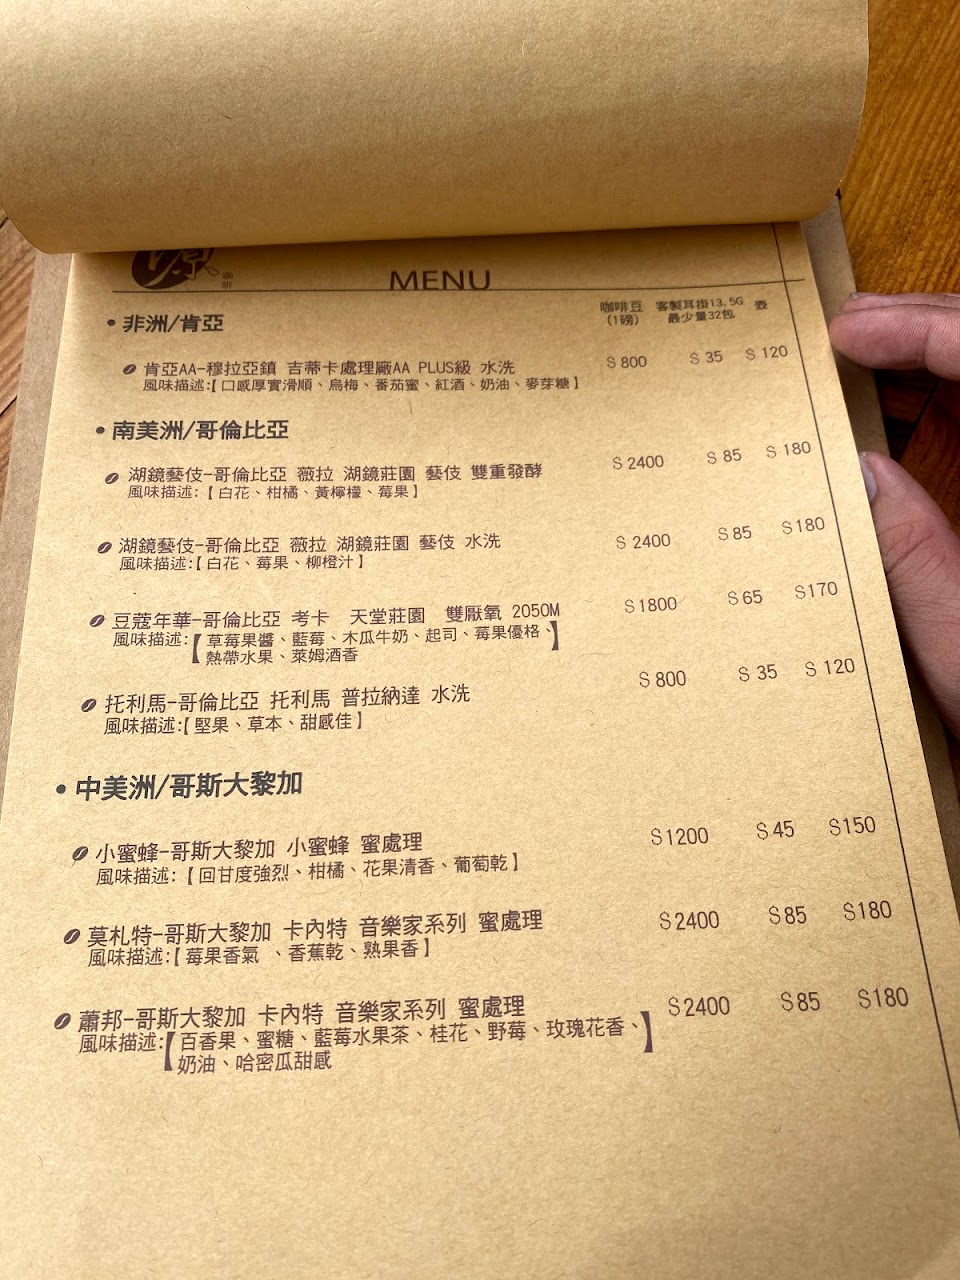 源
咖啡
MENU
咖啡豆 客製耳掛13.5G 壺
(1磅) 最少量32包
• 非洲/肯亞
肯亞AA-穆拉亞鎮 吉蒂卡處理廠AA PLUS級 水洗 $800 $35 $120
風味描述:【口感厚實滑順、烏梅、番茄蜜、紅酒、奶油、麥芽糖】
• 南美洲/哥倫比亞
湖鏡藝伎-哥倫比亞 薇拉 湖鏡莊園 藝伎 雙重發酵 $2400 $85 $180
風味描述:【白花、柑橘、黃檸檬、莓果】
湖鏡藝伎-哥倫比亞 薇拉 湖鏡莊園 藝伎 水洗 $2400 $85 $180
風味描述:【白花、莓果、柳橙汁】
豆蔻年華-哥倫比亞 考卡 天堂莊園 雙厭氧 2050M $1800 $65 $170
風味描述:【草莓果醬、藍莓、木瓜牛奶、起司、莓果優格、
熱帶水果、萊姆酒香】
托利馬-哥倫比亞 托利馬 普拉納達 水洗 $800 $35 $120
風味描述:【堅果、草本、甜感佳】
• 中美洲/哥斯大黎加
小蜜蜂-哥斯大黎加 小蜜蜂 蜜處理 $1200 $45 $150
風味描述:【回甘度強烈、柑橘、花果清香、葡萄乾】
莫札特-哥斯大黎加 卡內特 音樂家系列 蜜處理 $2400 $85 $180
風味描述:【莓果香氣 、香蕉乾、熟果香】
蕭邦-哥斯大黎加 卡內特 音樂家系列 蜜處理 $2400 $85 $180
風味描述:【百香果、蜜糖、藍莓水果茶、桂花、野莓、玫瑰花香、
奶油、哈密瓜甜感】